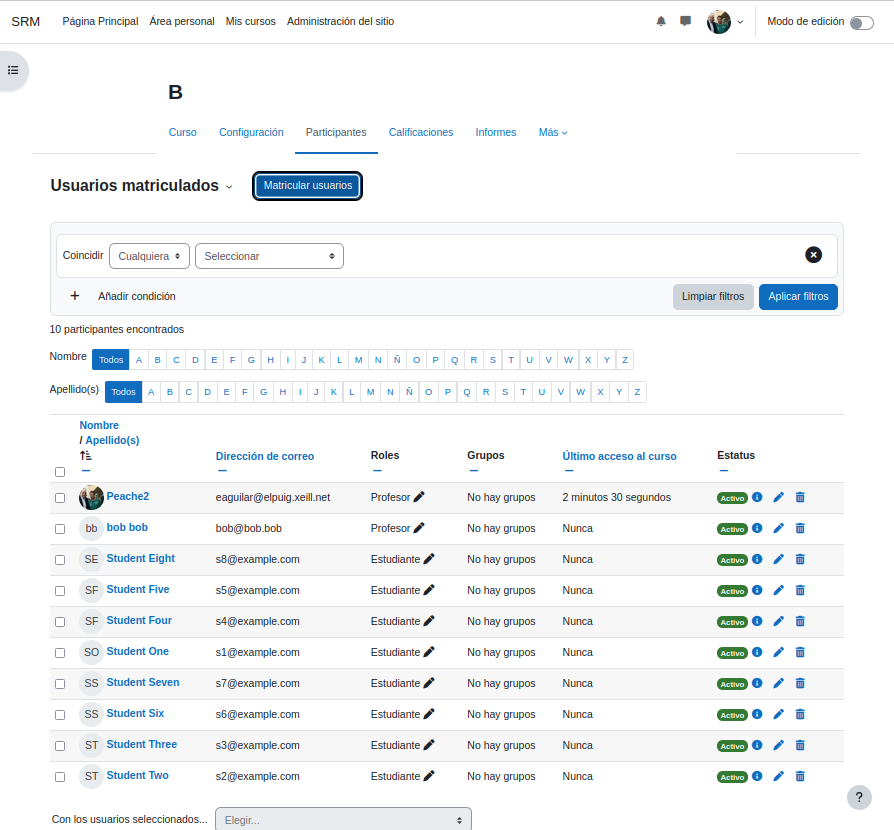 SRM Página Principal Área personal Mis cursos Administración del sitio Modo de edición
B
Curso Configuración Participantes Calificaciones Informes Más
Usuarios matriculados Matricular usuarios
Coincidir Cualquiera Seleccionar
+ Añadir condición Limpiar filtros Aplicar filtros
10 participantes encontrados
Nombre Todos A B C D E F G H I J K L M N Ñ O P Q R S T U V W X Y Z
Apellido(s) Todos A B C D E F G H I J K L M N Ñ O P Q R S T U V W X Y Z
Nombre
/ Apellido(s)
Dirección de correo Roles Grupos Último acceso al curso Estatus
Peache2 eaguilar@elpuig.xeill.net Profesor No hay grupos 2 minutos 30 segundos Activo
bb bob bob bob@bob.bob Profesor No hay grupos Nunca Activo
SE Student Eight s8@example.com Estudiante No hay grupos Nunca Activo
SF Student Five s5@example.com Estudiante No hay grupos Nunca Activo
SF Student Four s4@example.com Estudiante No hay grupos Nunca Activo
SO Student One s1@example.com Estudiante No hay grupos Nunca Activo
SS Student Seven s7@example.com Estudiante No hay grupos Nunca Activo
SS Student Six s6@example.com Estudiante No hay grupos Nunca Activo
ST Student Three s3@example.com Estudiante No hay grupos Nunca Activo
ST Student Two s2@example.com Estudiante No hay grupos Nunca Activo
?
Con los usuarios seleccionados... Elegir...